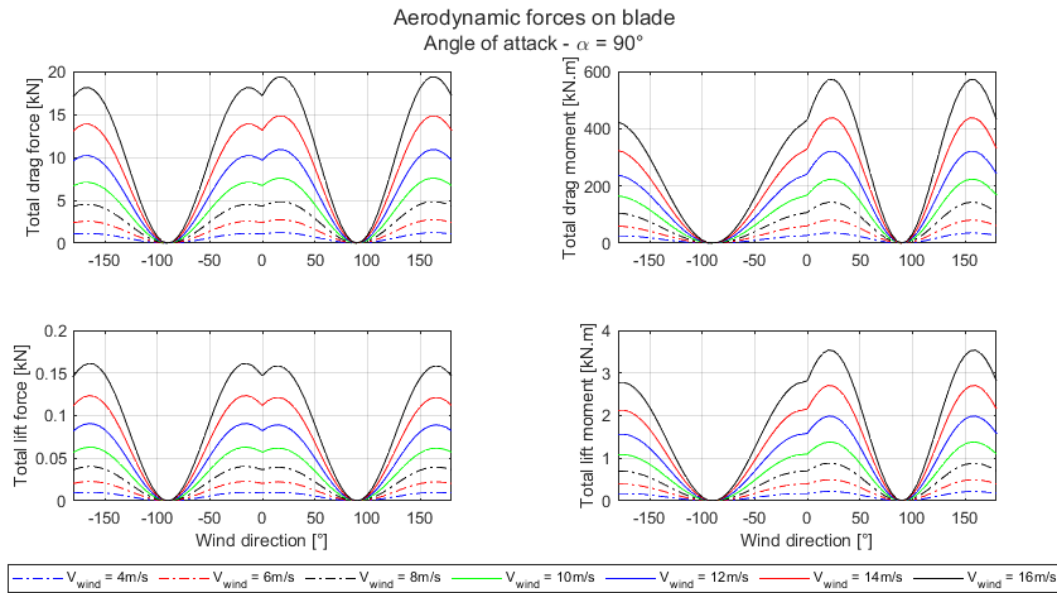 Aerodynamic forces on blade
Angle of attack - α = 90°
Total drag force [kN]
20
15
10
5
0
-150 -100 -50 0 50 100 150
Total drag moment [kN.m]
600
400
200
0
-150 -100 -50 0 50 100 150
Total lift force [kN]
0.2
0.15
0.1
0.05
0
-150 -100 -50 0 50 100 150
Wind direction [°]
Total lift moment [kN.m]
4
3
2
1
0
-150 -100 -50 0 50 100 150
Wind direction [°]
V_wind = 4m/s V_wind = 6m/s V_wind = 8m/s V_wind = 10m/s V_wind = 12m/s V_wind = 14m/s V_wind = 16m/s